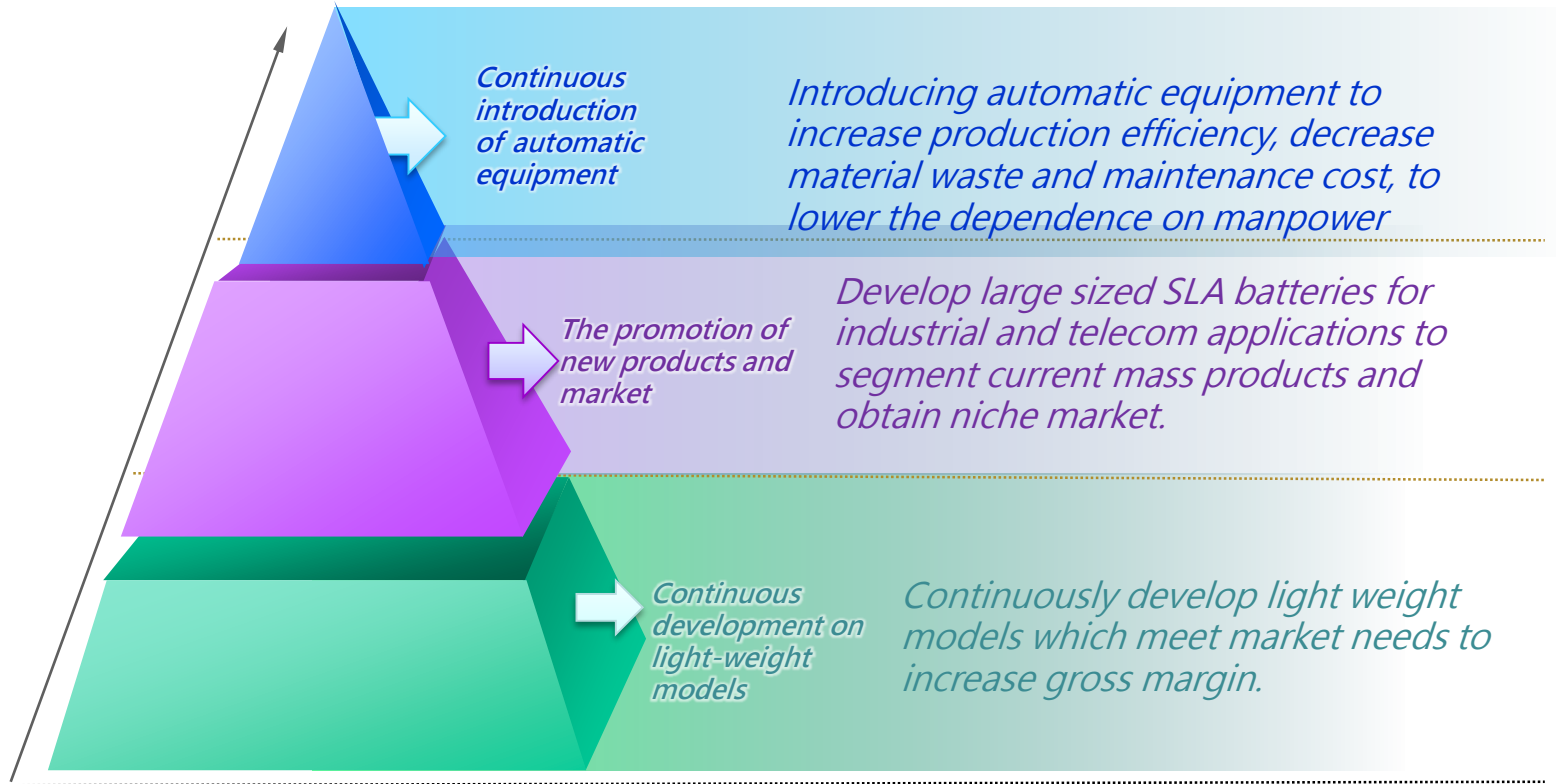 Continuous
introduction
of automatic
equipment
Introducing automatic equipment to
increase production efficiency, decrease
material waste and maintenance cost, to
lower the dependence on manpower
The promotion of
new products and
market
Develop large sized SLA batteries for
industrial and telecom applications to
segment current mass products and
obtain niche market.
Continuous
development on
light-weight
models
Continuously develop light weight
models which meet market needs to
increase gross margin.